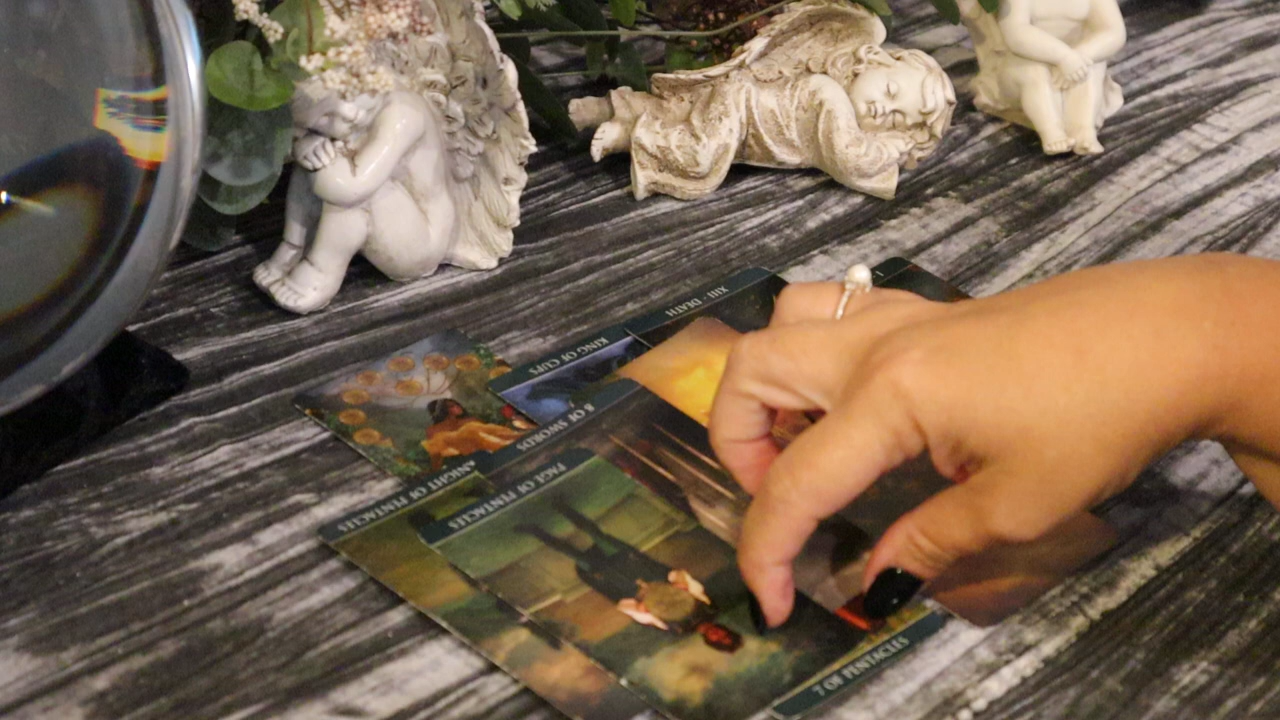 I
XIII · DEATH
KING OF CUPS
8 OF SWORDS
KNIGHT OF PENTACLES
PAGE OF PENTACLES
7 OF PENTACLES